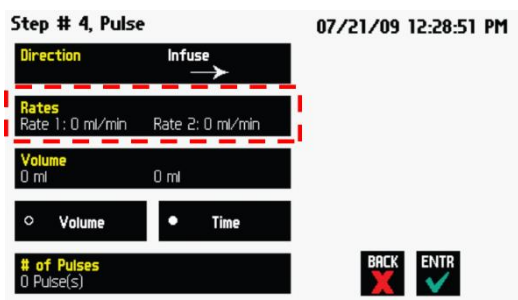 Step # 4, Pulse 07/21/09 12:28:51 PM
Direction Infuse
Rates
Rate 1: 0 ml/min Rate 2: 0 ml/min
Volume
0 ml 0 ml
Volume Time
# of Pulses
0 Pulse(s)
BACK ENTR